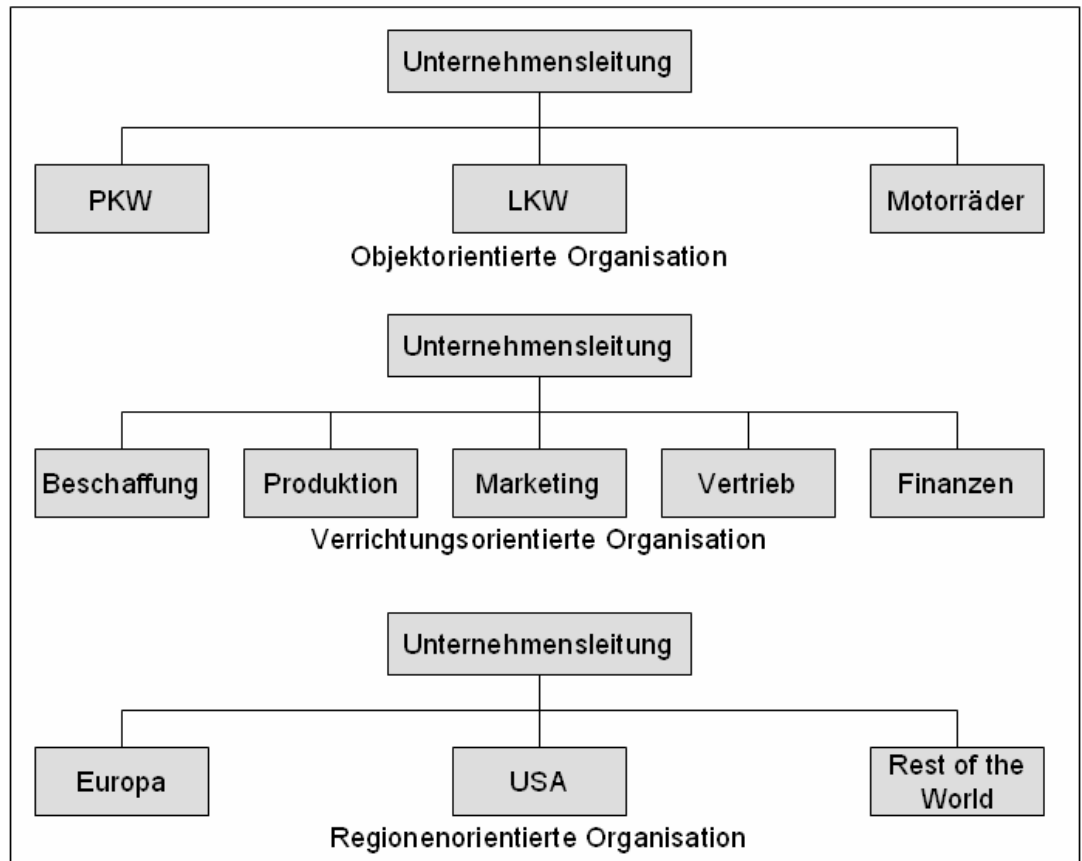 Unternehmensleitung
PKW
LKW
Motorräder
Objektorientierte Organisation
Unternehmensleitung
Beschaffung
Produktion
Marketing
Vertrieb
Finanzen
Verrichtungsorientierte Organisation
Unternehmensleitung
Europa
USA
Rest of the
World
Regionenorientierte Organisation